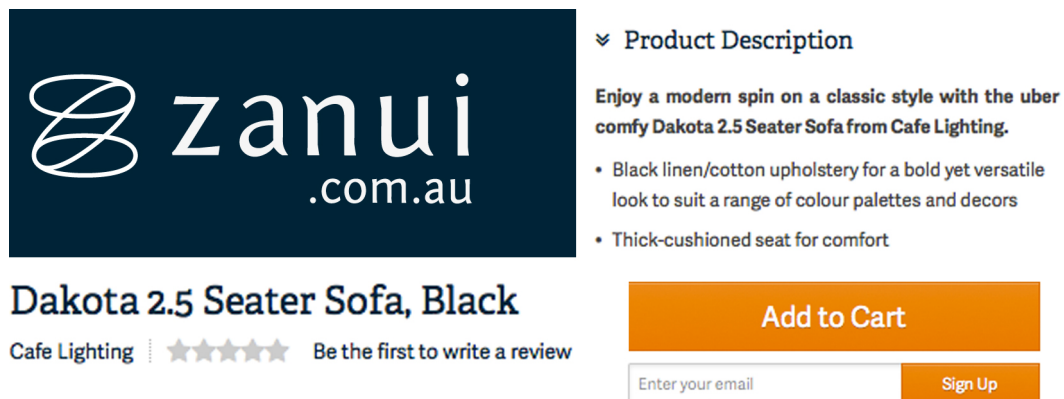 zanui
.com.au
Dakota 2.5 Seater Sofa, Black
Cafe Lighting
Be the first to write a review
Product Description
Enjoy a modern spin on a classic style with the uber
comfy Dakota 2.5 Seater Sofa from Cafe Lighting.
• Black linen/cotton upholstery for a bold yet versatile
look to suit a range of colour palettes and decors
• Thick-cushioned seat for comfort
Add to Cart
Enter your email
Sign Up